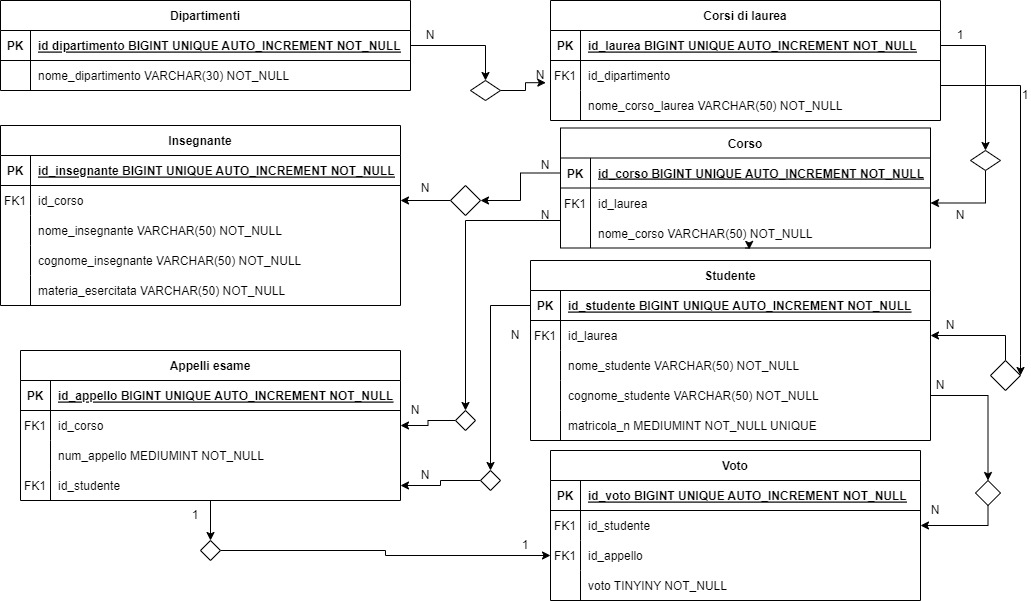 Dipartimenti
PK id_dipartimento BIGINT UNIQUE AUTO_INCREMENT NOT_NULL
nome_dipartimento VARCHAR(30) NOT_NULL
N
N
Corsi di laurea
PK id_laurea BIGINT UNIQUE AUTO_INCREMENT NOT_NULL
FK1 id_dipartimento
nome_corso_laurea VARCHAR(50) NOT_NULL
1
1
N
Insegnante
PK id_insegnante BIGINT UNIQUE AUTO_INCREMENT NOT_NULL
FK1 id_corso
nome_insegnante VARCHAR(50) NOT_NULL
cognome_insegnante VARCHAR(50) NOT_NULL
materia_esercitata VARCHAR(50) NOT_NULL
N
N
N
Corso
PK id_corso BIGINT UNIQUE AUTO_INCREMENT NOT_NULL
FK1 id_laurea
nome_corso VARCHAR(50) NOT_NULL
Studente
PK id_studente BIGINT UNIQUE AUTO_INCREMENT NOT_NULL
FK1 id_laurea
nome_studente VARCHAR(50) NOT_NULL
cognome_studente VARCHAR(50) NOT_NULL
matricola_n MEDIUMINT NOT_NULL UNIQUE
N
N
N
Appelli esame
PK id_appello BIGINT UNIQUE AUTO_INCREMENT NOT_NULL
FK1 id_corso
num_appello MEDIUMINT NOT_NULL
FK1 id_studente
N
N
1
1
Voto
PK id_voto BIGINT UNIQUE AUTO_INCREMENT NOT_NULL
FK1 id_studente
FK1 id_appello
voto TINYINY NOT_NULL
N